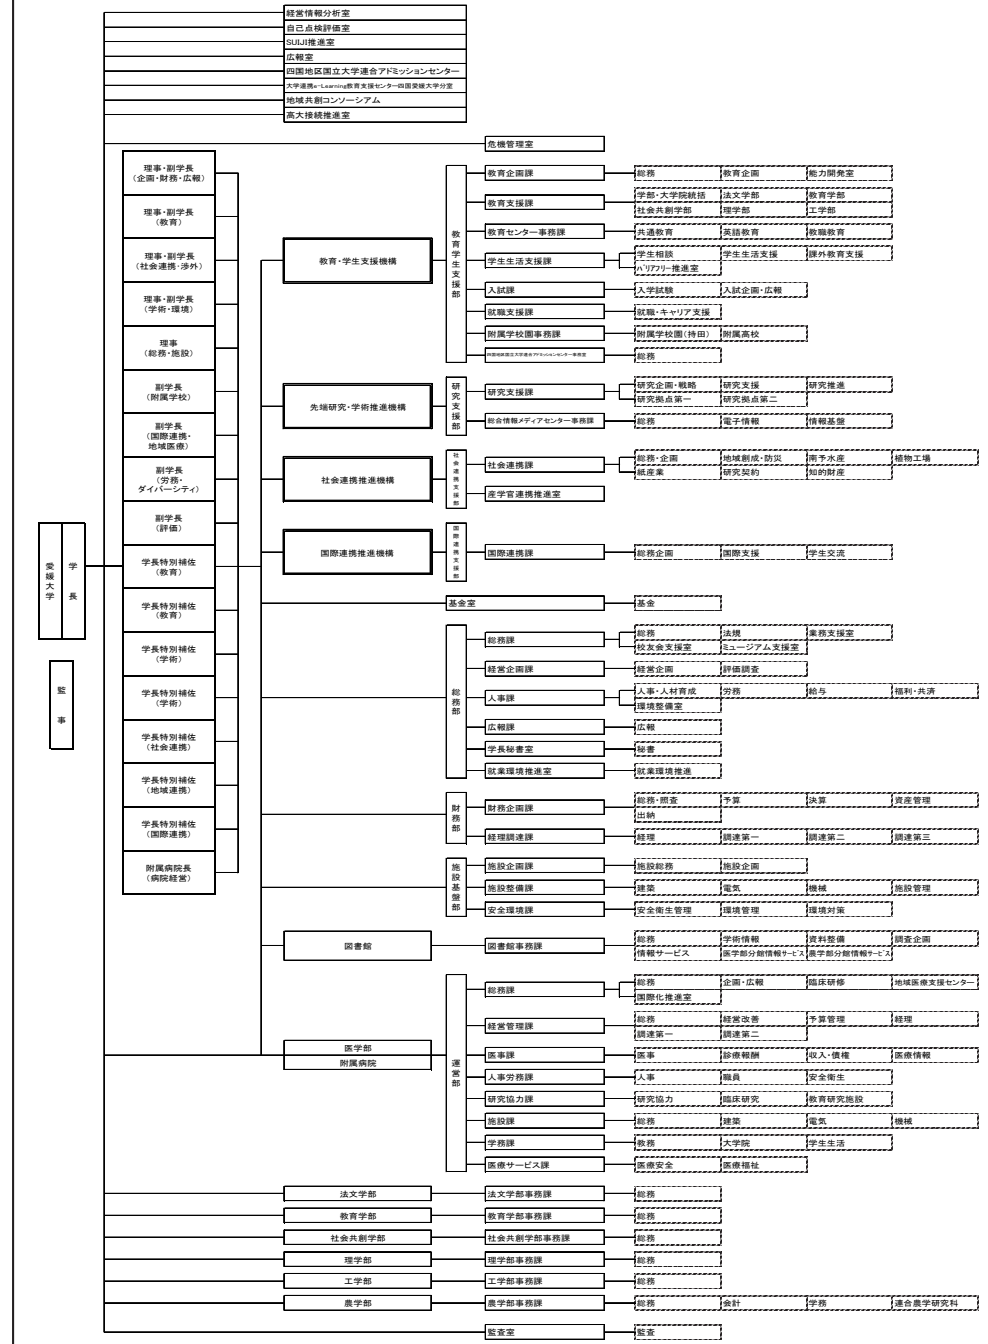 経営情報分析室
自己点検評価室
SUIJI推進室
広報室
四国地区国立大学連合アドミッションセンター
大学連携e-Learning教育支援センター四国愛媛大学分室
地域共創コンソーシアム
高大接続推進室
危機管理室
愛媛大学
学長
監事
理事・副学長
（企画・財務・広報）
理事・副学長
（教育）
理事・副学長
（社会連携・渉外）
理事・副学長
（学術・環境）
理事
（総務・施設）
副学長
（附属学校）
副学長
（国際連携・
地域医療）
副学長
（労務・
ダイバーシティ）
副学長
（評価）
学長特別補佐
（教育）
学長特別補佐
（教育）
学長特別補佐
（学術）
学長特別補佐
（学術）
学長特別補佐
（社会連携）
学長特別補佐
（地域連携）
学長特別補佐
（国際連携）
附属病院長
（病院経営）
教育・学生支援機構
教育学生支援部
教育企画課 総務 教育企画 能力開発室
教育支援課 学部・大学院統括 法文学部 教育学部
社会共創学部 理学部 工学部
教育センター事務課 共通教育 英語教育 教職教育
学生生活支援課 学生相談 学生生活支援 課外教育支援
バリアフリー推進室
入試課 入学試験 入試企画・広報
就職支援課 就職・キャリア支援
附属学校園事務課 附属学校園（持田） 附属高校
四国地区国立大学連合アドミッションセンター事務室 総務
先端研究・学術推進機構
研究支援部
研究支援課 研究企画・戦略 研究支援 研究推進
研究拠点第一 研究拠点第二
総合情報メディアセンター事務課 総務 電子情報 情報基盤
社会連携推進機構
社会連携支援部
社会連携課 総務・企画 地域創成・防災 南予水産 植物工場
紙産業 研究契約 知的財産
産学官連携推進室
国際連携推進機構
国際連携支援部
国際連携課 総務企画 国際支援 学生交流
基金室 基金
総務部
総務課 総務 法規 業務支援室
校友会支援室 ミュージアム支援室
経営企画課 経営企画 評価調査
人事課 人事・人材育成 労務 給与 福利・共済
環境整備室
広報課 広報
学長秘書室 秘書
就業環境推進室 就業環境推進
財務部
財務企画課 総務・照査 予算 決算 資産管理
出納
経理調達課 経理 調達第一 調達第二 調達第三
施設基盤部
施設企画課 施設総務 施設企画
施設整備課 建築 電気 機械 施設管理
安全環境課 安全衛生管理 環境管理 環境対策
図書館 図書館事務課 総務 学術情報 資料整備 調査企画
情報サービス 医学部分館情報サービス 農学部分館情報サービス
医学部
附属病院
運営部
総務課 総務 企画・広報 臨床研修 地域医療支援センター
国際化推進室
経営管理課 総務 経営改善 予算管理 経理
調達第一 調達第二
医事課 医事 診療報酬 収入・債権 医療情報
人事労務課 人事 職員 安全衛生
研究協力課 研究協力 臨床研究 教育研究施設
施設課 総務 建築 電気 機械
学務課 教務 大学院 学生生活
医療サービス課 医療安全 医療福祉
法文学部 法文学部事務課 総務
教育学部 教育学部事務課 総務
社会共創学部 社会共創学部事務課 総務
理学部 理学部事務課 総務
工学部 工学部事務課 総務
農学部 農学部事務課 総務 会計 学務 連合農学研究科
監査室 監査